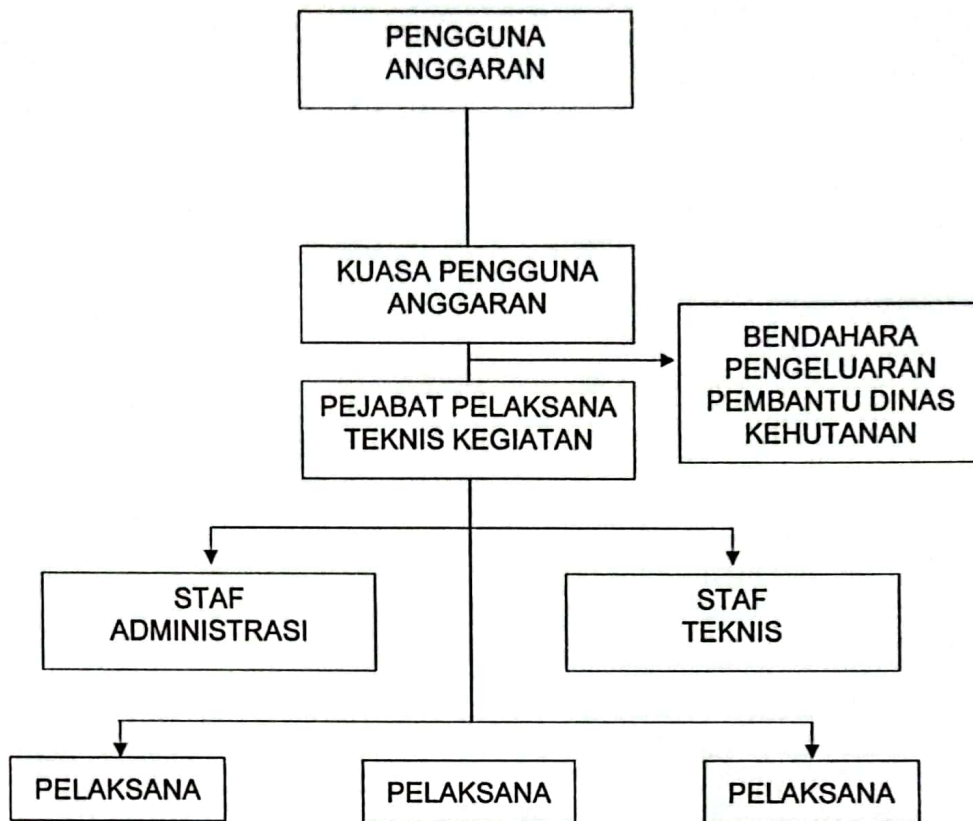 PENGGUNA
ANGGARAN
KUASA PENGGUNA
ANGGARAN
BENDAHARA
PENGELUARAN
PEMBANTU DINAS
KEHUTANAN
PEJABAT PELAKSANA
TEKNIS KEGIATAN
STAF
ADMINISTRASI
STAF
TEKNIS
PELAKSANA
PELAKSANA
PELAKSANA